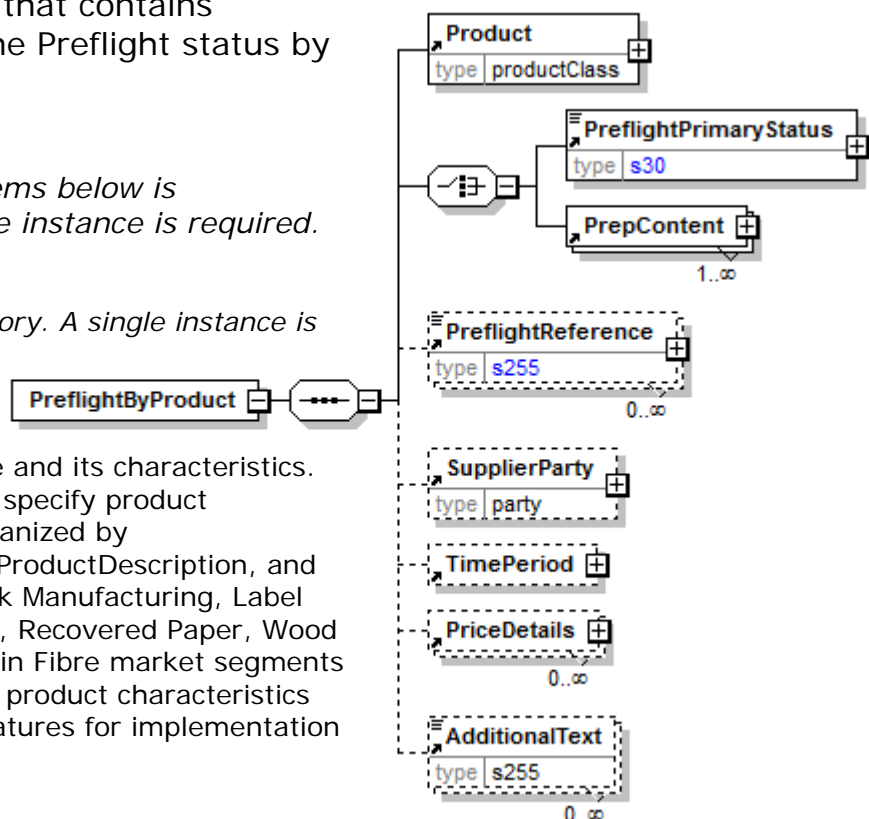 that contains
ne Preflight status by
ems below is
e instance is required.
ory. A single instance is
e and its characteristics.
specify product
anized by
ProductDescription, and
k Manufacturing, Label
, Recovered Paper, Wood
in Fibre market segments
product characteristics
atures for implementation
PreflightByProduct
Product
type productClass
PreflightPrimaryStatus
type s30
PrepContent
1..∞
PreflightReference
type s255
0..∞
SupplierParty
type party
TimePeriod
PriceDetails
0..∞
AdditionalText
type s255
0..∞